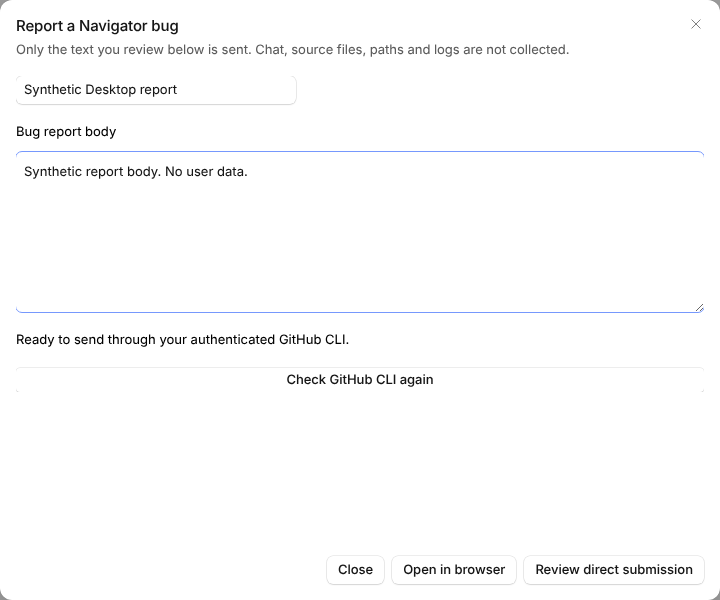 Report a Navigator bug
Only the text you review below is sent. Chat, source files, paths and logs are not collected.
Synthetic Desktop report
Bug report body
Synthetic report body. No user data.
Ready to send through your authenticated GitHub CLI.
Check GitHub CLI again
Close
Open in browser
Review direct submission